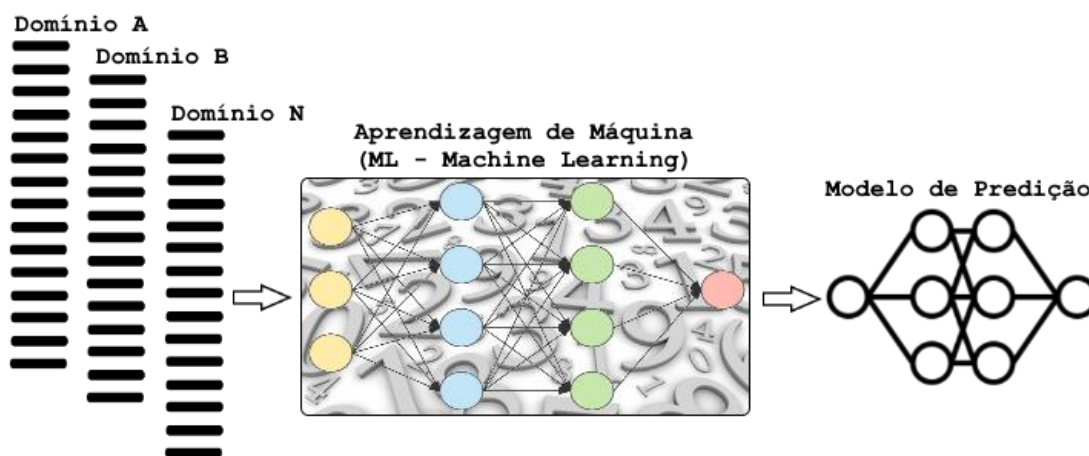 Domínio A
Domínio B
Domínio N
Aprendizagem de Máquina
(ML - Machine Learning)
Modelo de Predição